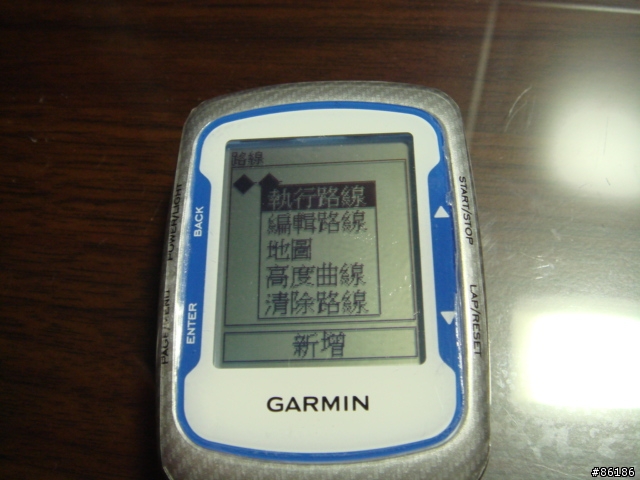 路線
執行路線
編輯路線
地圖
高度曲線
清除路線
新增
GARMIN
POWER/LIGHT
BACK
ENTER
START/STOP
LAP/RESET
#86186